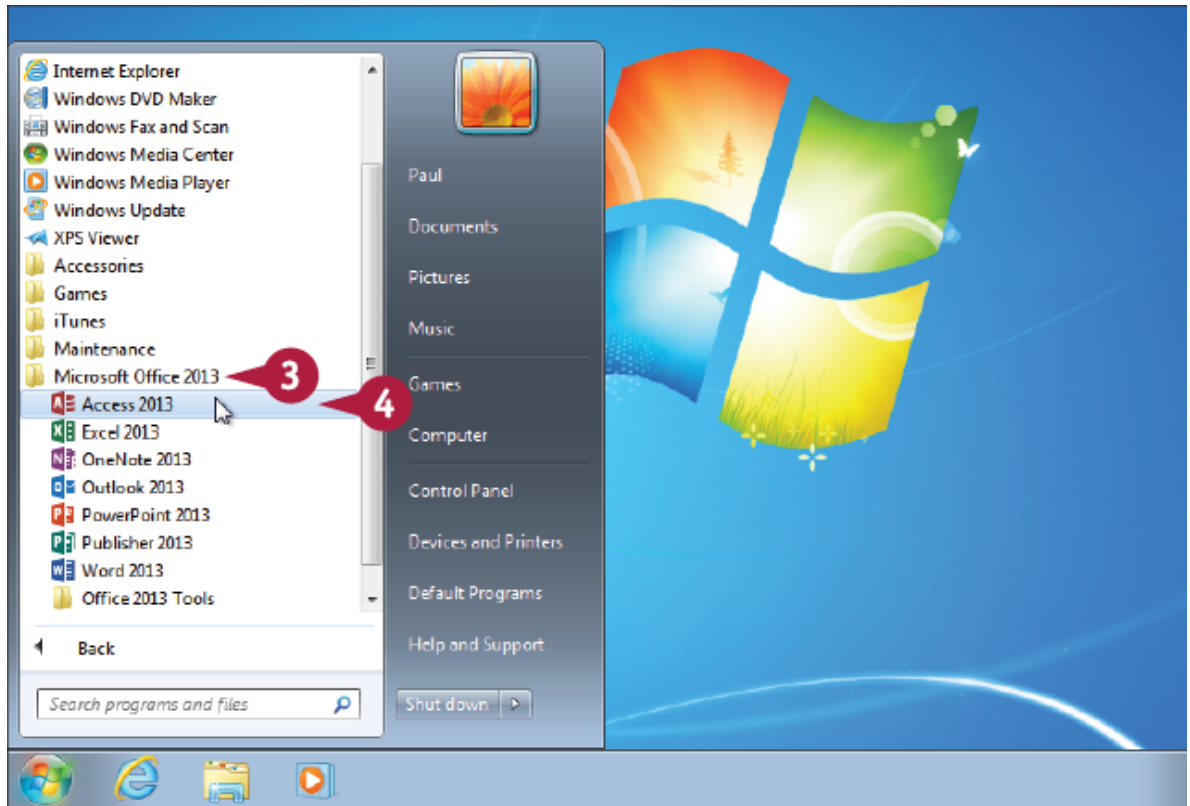 Internet Explorer
Windows DVD Maker
Windows Fax and Scan
Windows Media Center
Windows Media Player
Windows Update
XPS Viewer
Accessories
Games
iTunes
Maintenance
Microsoft Office 2013
3
Access 2013
4
Excel 2013
OneNote 2013
Outlook 2013
PowerPoint 2013
Publisher 2013
Word 2013
Office 2013 Tools
Back
Search programs and files
Paul
Documents
Pictures
Music
Games
Computer
Control Panel
Devices and Printers
Default Programs
Help and Support
Shut down